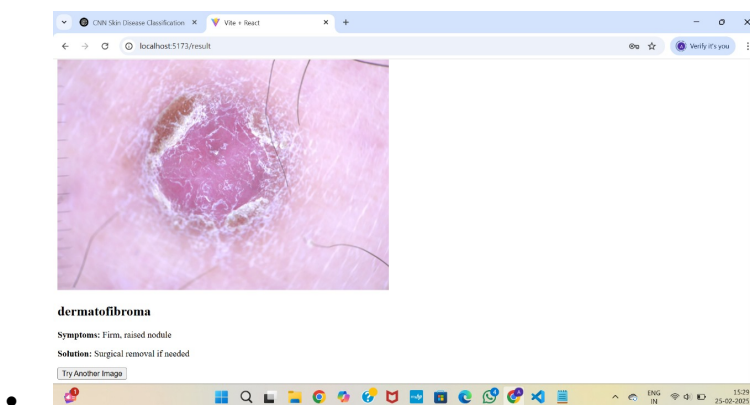 CNN Skin Disease Classification
Vite + React
localhost:5173/result
Verify it's you
dermatofibroma
Symptoms: Firm, raised nodule
Solution: Surgical removal if needed
Try Another Image
ENG
IN
15:29
25-02-2025